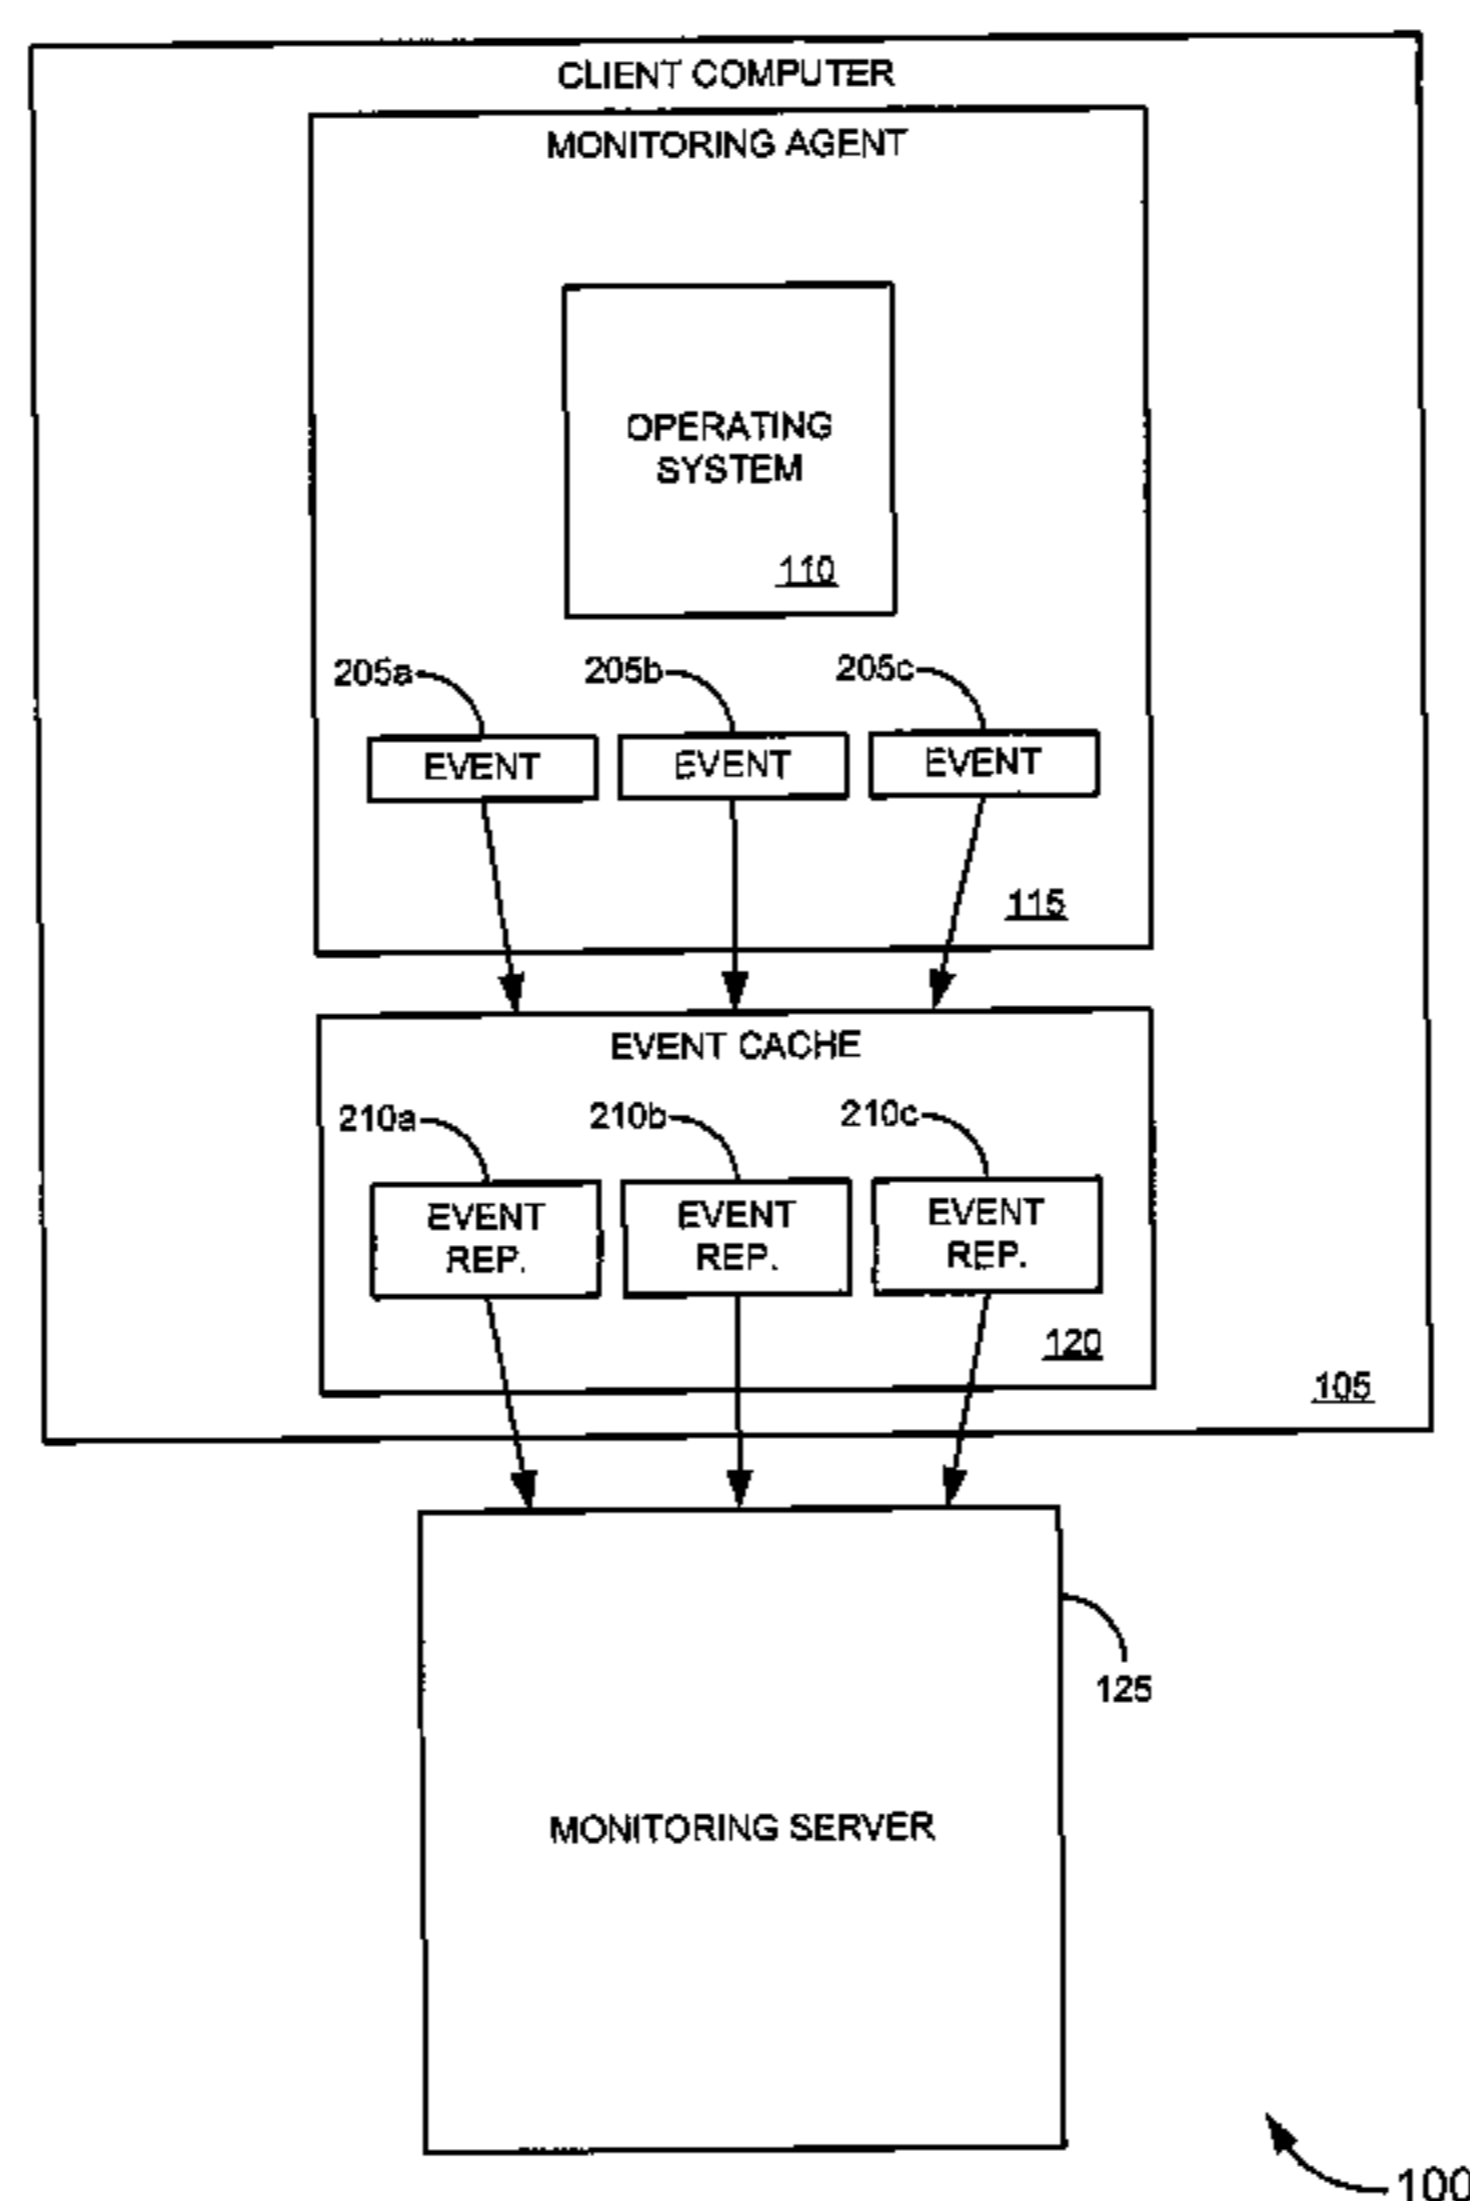 CLIENT COMPUTER
MONITORING AGENT
OPERATING
SYSTEM
110
205a 205b 205c
EVENT EVENT EVENT
115
EVENT CACHE
210a 210b 210c
EVENT EVENT EVENT
REP. REP. REP.
120
105
125
MONITORING SERVER
100